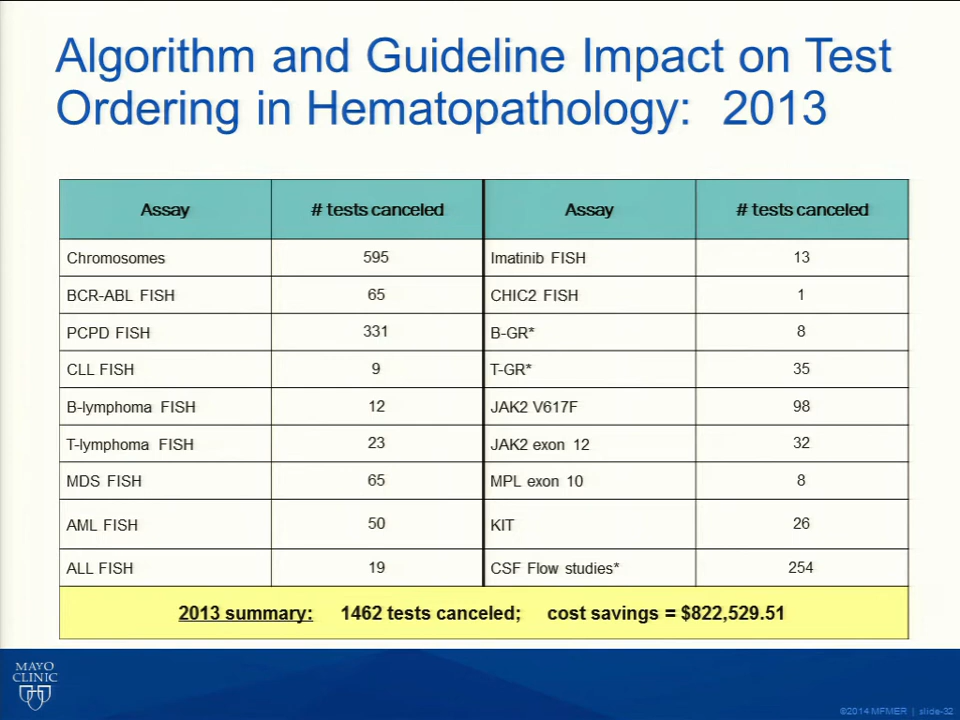 Algorithm and Guideline Impact on Test
Ordering in Hematopathology: 2013
Assay # tests canceled Assay # tests canceled
Chromosomes 595 Imatinib FISH 13
BCR-ABL FISH 65 CHIC2 FISH 1
PCPD FISH 331 B-GR* 8
CLL FISH 9 T-GR* 35
B-lymphoma FISH 12 JAK2 V617F 98
T-lymphoma FISH 23 JAK2 exon 12 32
MDS FISH 65 MPL exon 10 8
AML FISH 50 KIT 26
ALL FISH 19 CSF Flow studies* 254
2013 summary: 1462 tests canceled; cost savings = $822,529.51
MAYO
CLINIC
©2014 MFMER | slide-32